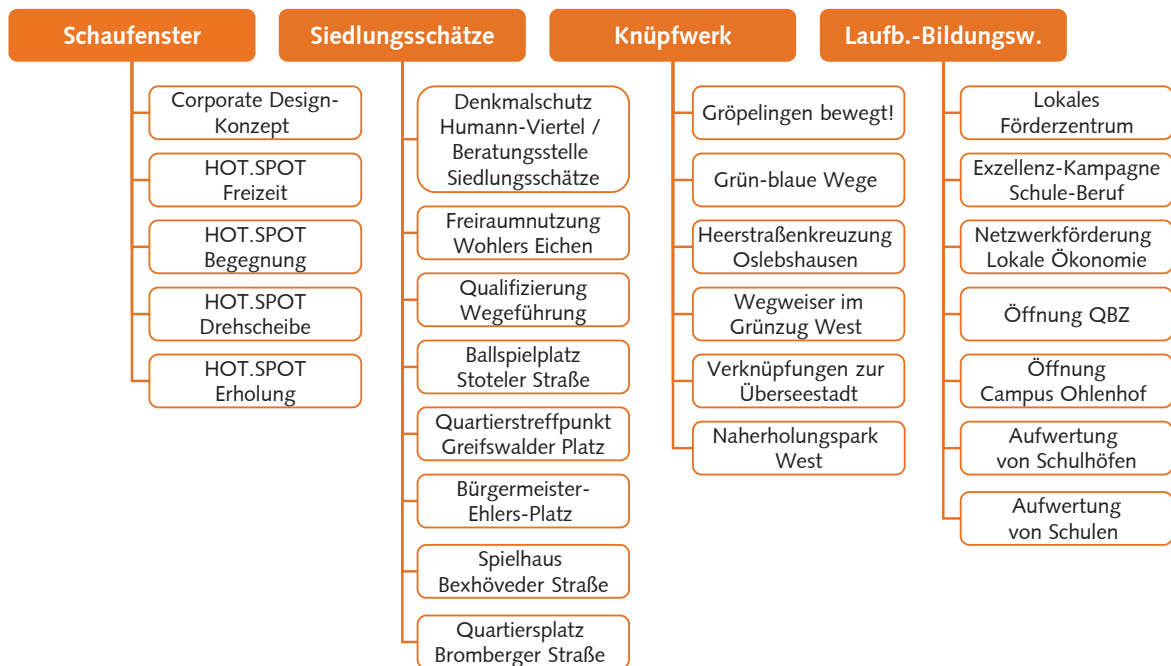 Schaufenster
Corporate Design-
Konzept
HOT.SPOT
Freizeit
HOT.SPOT
Begegnung
HOT.SPOT
Drehscheibe
HOT.SPOT
Erholung
Siedlungsschätze
Denkmalschutz
Humann-Viertel /
Beratungsstelle
Siedlungsschätze
Freiraumnutzung
Wohlers Eichen
Qualifizierung
Wegeführung
Ballspielplatz
Stoteler Straße
Quartierstreffpunkt
Greifswalder Platz
Bürgermeister-
Ehlers-Platz
Spielhaus
Bexhöveder Straße
Quartiersplatz
Bromberger Straße
Knüpfwerk
Gröpelingen bewegt!
Grün-blaue Wege
Heerstraßenkreuzung
Oslebshausen
Wegweiser im
Grünzug West
Verknüpfungen zur
Überseestadt
Naherholungspark
West
Laufb.-Bildungsw.
Lokales
Förderzentrum
Exzellenz-Kampagne
Schule-Beruf
Netzwerkförderung
Lokale Ökonomie
Öffnung QBZ
Öffnung
Campus Ohlenhof
Aufwertung
von Schulhöfen
Aufwertung
von Schulen